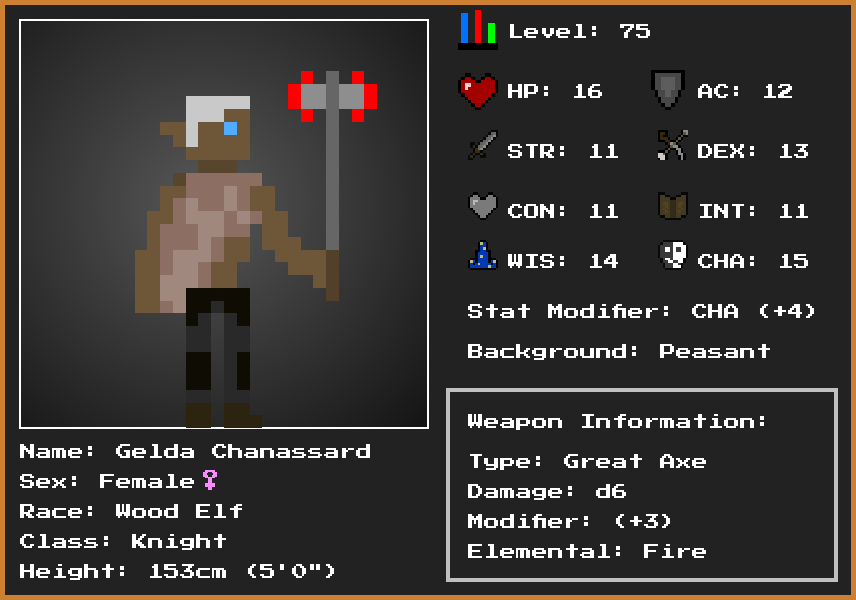 Level: 75
HP: 16 AC: 12
STR: 11 DEX: 13
CON: 11 INT: 11
WIS: 14 CHA: 15
Stat Modifier: CHA (+4)
Background: Peasant
Weapon Information:
Type: Great Axe
Damage: d6
Modifier: (+3)
Elemental: Fire
Name: Gelda Chanassard
Sex: Female♀
Race: Wood Elf
Class: Knight
Height: 153cm (5'0")